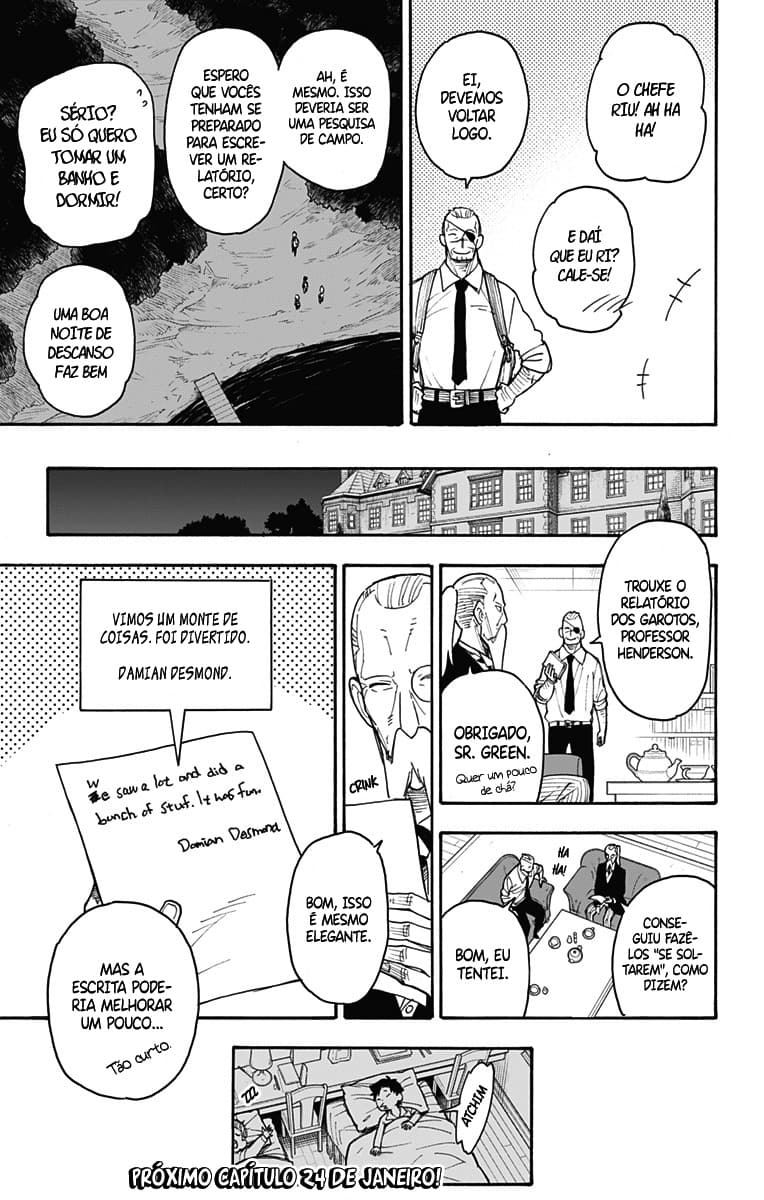 O CHEFE
RIU! AH HA
HA!
EI,
DEVEMOS
VOLTAR
LOGO.
E DAÍ
QUE EU RI?
CALE-SE!
AH, É
MESMO. ISSO
DEVERIA SER
UMA PESQUISA
DE CAMPO.
ESPERO
QUE VOCÊS
TENHAM SE
PREPARADO
PARA ESCRE-
VER UM RE-
LATÓRIO,
CERTO?
SÉRIO?
EU SÓ QUERO
TOMAR UM
BANHO E
DORMIR!
UMA BOA
NOITE DE
DESCANSO
FAZ BEM
TROUXE O
RELATÓRIO
DOS GAROTOS,
PROFESSOR
HENDERSON.
OBRIGADO,
SR. GREEN.
Quer um pouco
de chá?
HA
HA!
CONSE-
GUIU FAZÊ-
LOS "SE SOL-
TAREM", COMO
DIZEM?
BOM, EU
TENTEI.
CRINK
VIMOS UM MONTE DE
COISAS. FOI DIVERTIDO.
DAMIAN DESMOND.
We saw a lot and did a
bunch of stuf. It was fun.
Damian Desmond
BOM, ISSO
É MESMO
ELEGANTE.
MAS A
ESCRITA PODE-
RIA MELHORAR
UM POUCO...
Tão curto.
ZZZ
ATCHIM
PRÓXIMO CAPÍTULO 24 DE JANEIRO!